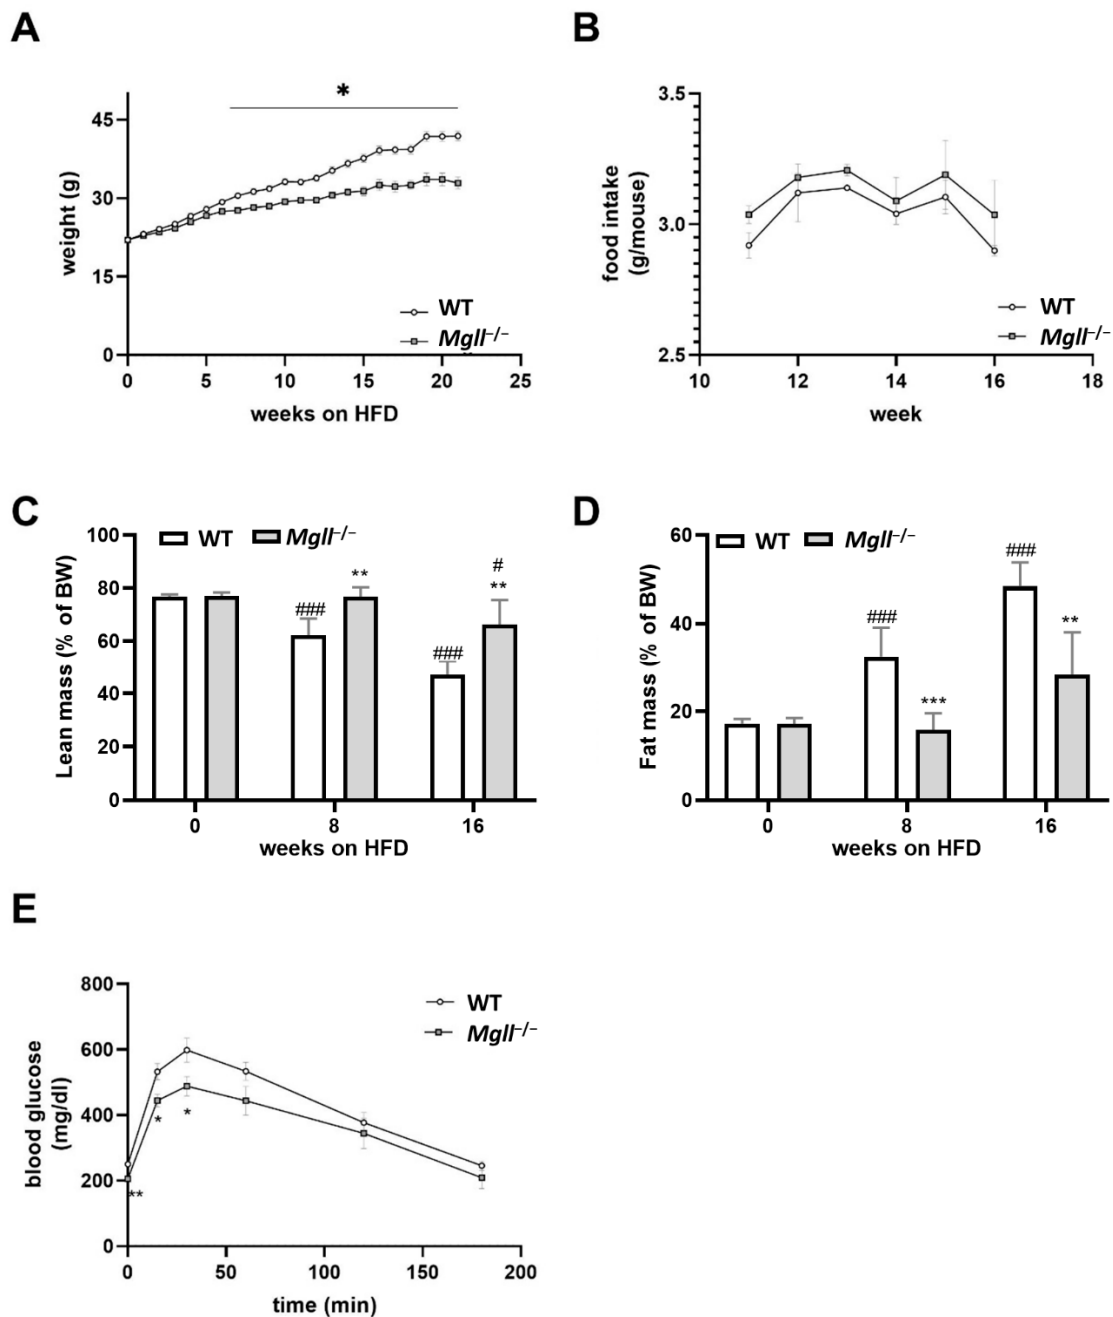 A
B
*
45
30
15
0
weight (g)
WT
Mgll−/−
0 5 10 15 20 25
weeks on HFD
3.5
3.0
2.5
food intake
(g/mouse)
WT
Mgll−/−
10 12 14 16 18
week
C
D
100
80
60
40
20
0
Lean mass (% of BW)
WT Mgll−/−
###
**
###
#
**
0 8 16
weeks on HFD
60
40
20
0
Fat mass (% of BW)
WT Mgll−/−
###
***
###
**
0 8 16
weeks on HFD
E
800
600
400
200
0
blood glucose
(mg/dl)
WT
Mgll−/−
*
*
**
0 50 100 150 200
time (min)